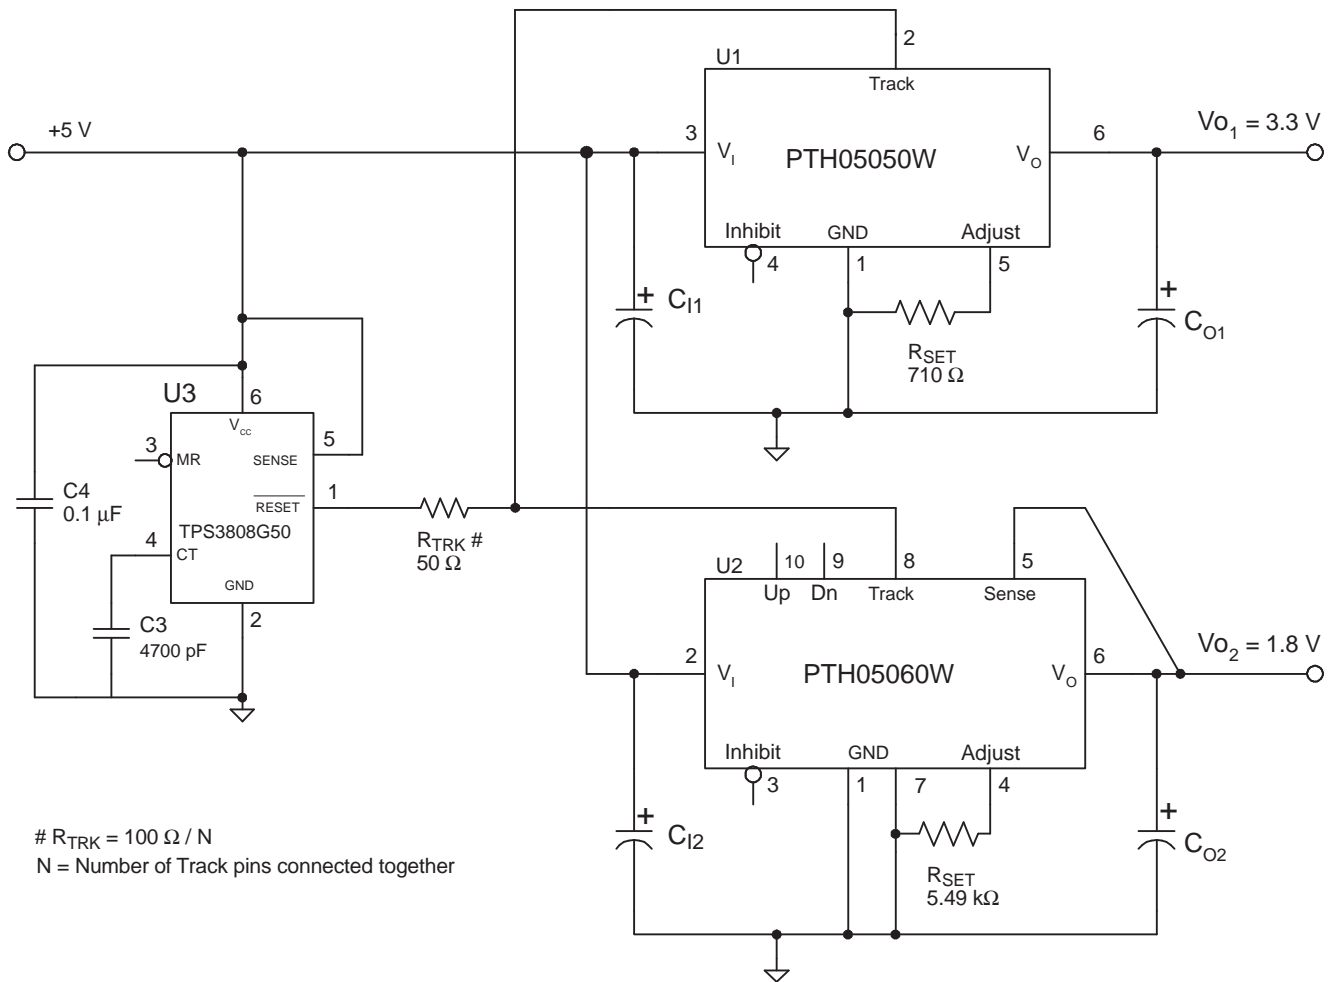 2
U1
Track
+5 V
3
6
Vo1 = 3.3 V
VI
PTH05050W
VO
Inhibit
GND
Adjust
4
1
5
+
CI1
+
CO1
RSET
710 Ω
U3
6
Vcc
3
MR
5
SENSE
1
RESET
C4
0.1 μF
TPS3808G50
4
CT
RTRK #
50 Ω
GND
2
C3
4700 pF
U2
10
9
8
5
Up
Dn
Track
Sense
2
6
Vo2 = 1.8 V
VI
PTH05060W
VO
Inhibit
GND
Adjust
3
1
7
4
+
CI2
+
CO2
RSET
5.49 kΩ
# RTRK = 100 Ω / N
N = Number of Track pins connected together